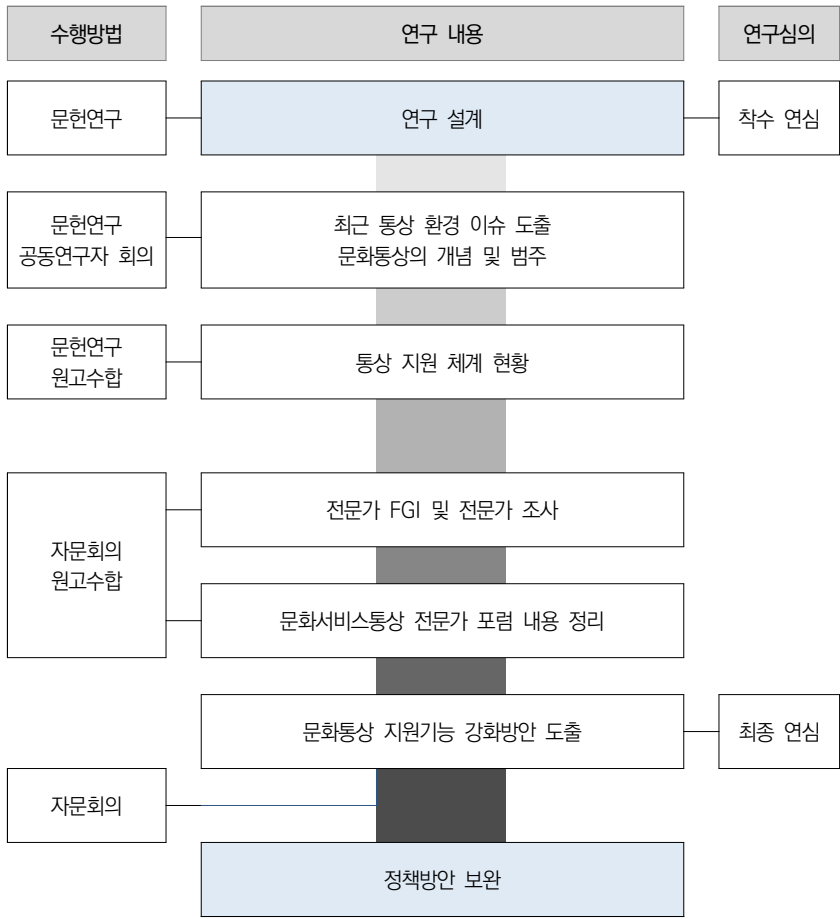 수행방법
연구 내용
연구심의
문헌연구
연구 설계
착수 연심
문헌연구
공동연구자 회의
최근 통상 환경 이슈 도출
문화통상의 개념 및 범주
문헌연구
원고수합
통상 지원 체계 현황
자문회의
원고수합
전문가 FGI 및 전문가 조사
문화서비스통상 전문가 포럼 내용 정리
문화통상 지원기능 강화방안 도출
최종 연심
자문회의
정책방안 보완